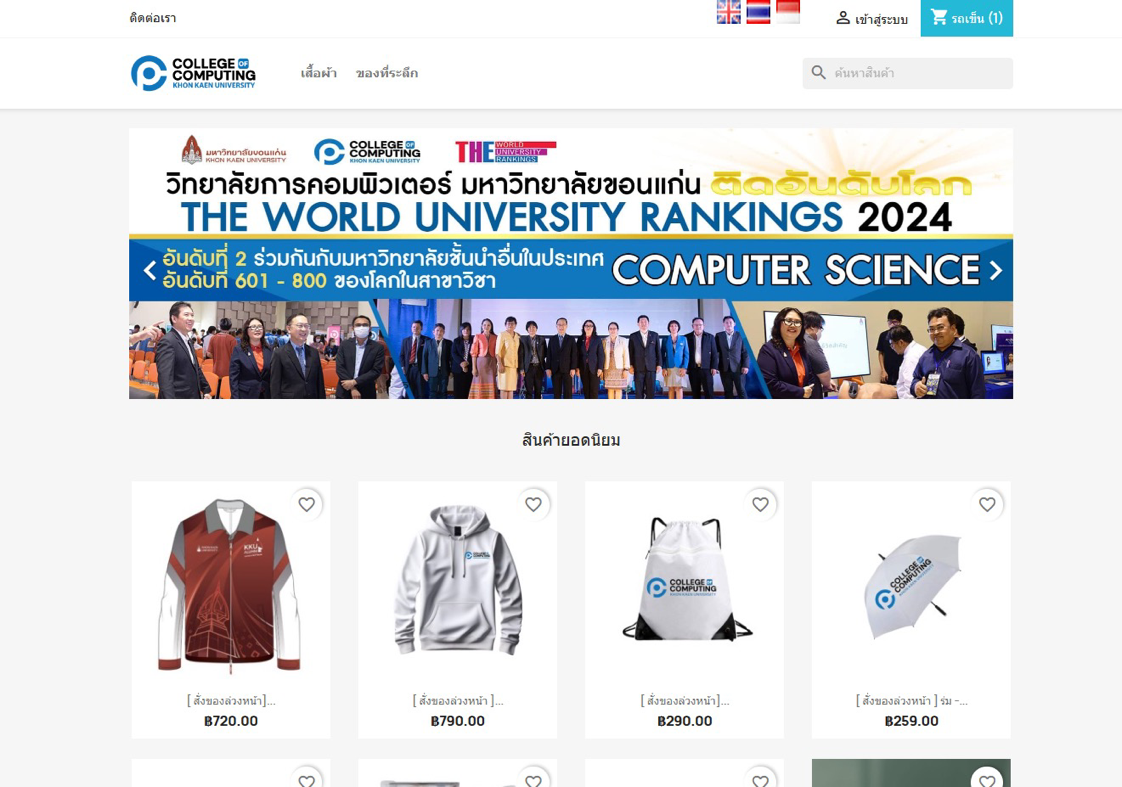 ติดต่อเรา
เข้าสู่ระบบ
รถเข็น (1)
COLLEGE OF
COMPUTING
KHON KAEN UNIVERSITY
เสื้อผ้า
ของที่ระลึก
ค้นหาสินค้า
มหาวิทยาลัยขอนแก่น
KHON KAEN UNIVERSITY
COLLEGE OF
COMPUTING
KHON KAEN UNIVERSITY
THE WORLD
UNIVERSITY
RANKINGS
วิทยาลัยการคอมพิวเตอร์ มหาวิทยาลัยขอนแก่น ติดอันดับโลก
THE WORLD UNIVERSITY RANKINGS 2024
อันดับที่ 2 ร่วมกันกับมหาวิทยาลัยชั้นนำอื่นในประเทศ
อันดับที่ 601 - 800 ของโลกในสาขาวิชา
COMPUTER SCIENCE
สินค้ายอดนิยม
KKU
COLLEGE OF
COMPUTING
KHON KAEN UNIVERSITY
COLLEGE OF
COMPUTING
[ สั่งของล่วงหน้า]...
฿720.00
[ สั่งของล่วงหน้า ]...
฿790.00
[ สั่งของล่วงหน้า]...
฿290.00
[ สั่งของล่วงหน้า ] ร่ม -...
฿259.00